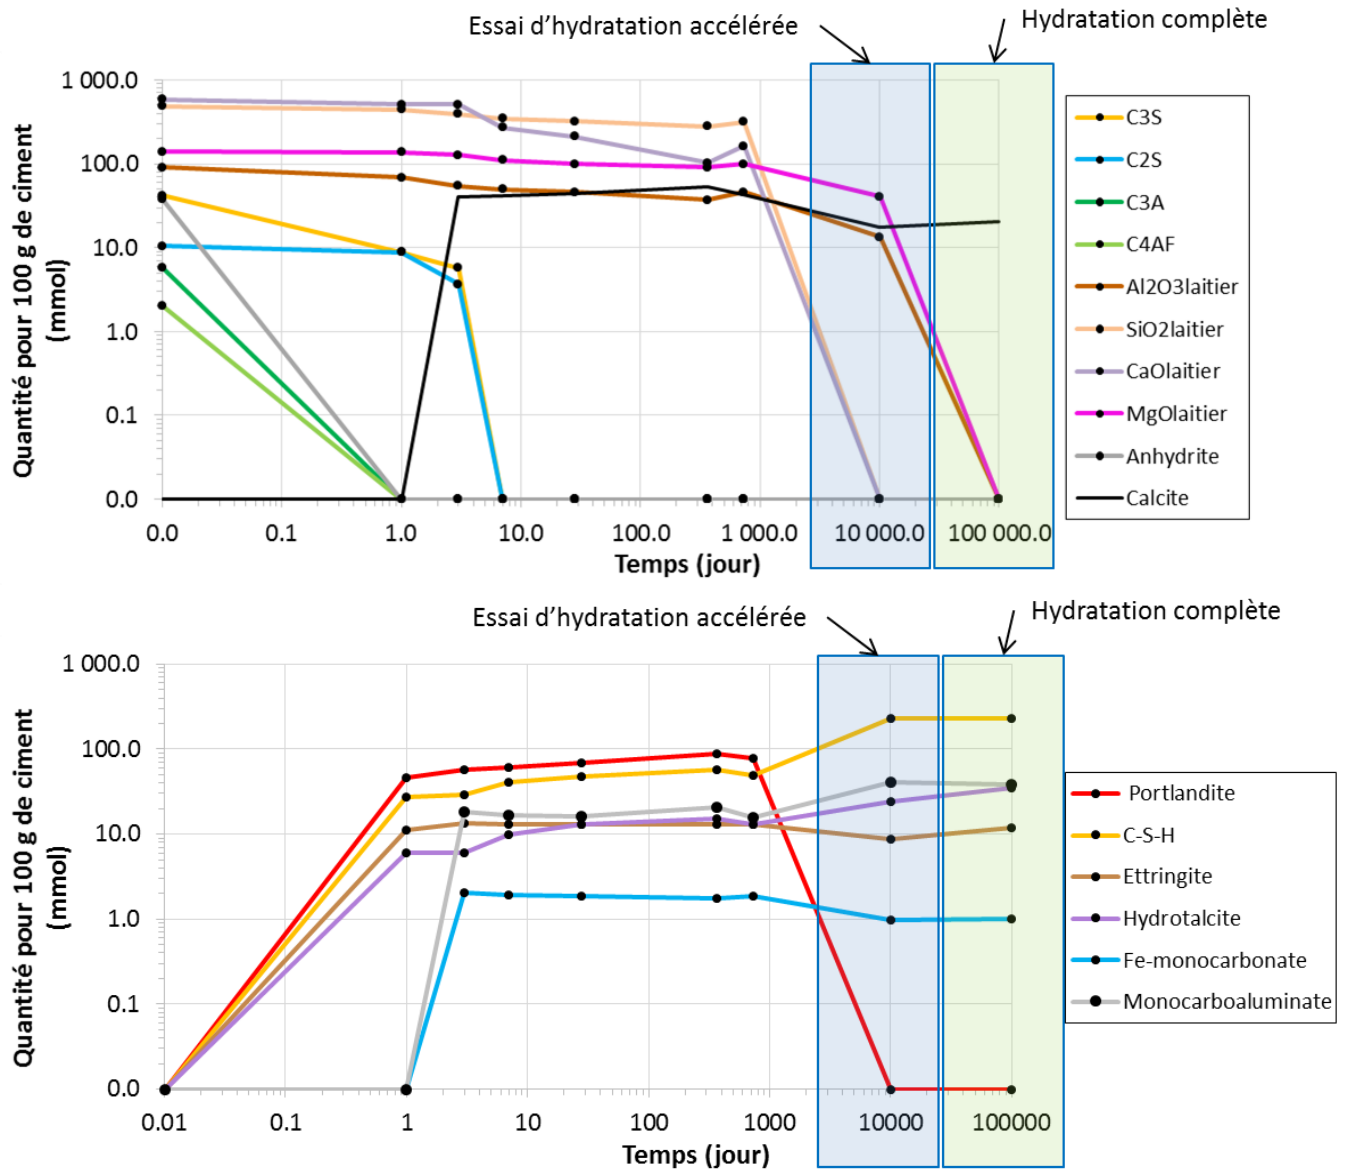 Essai d’hydratation accélérée
Hydratation complète
Quantité pour 100 g de ciment
(mmol)
1 000.0
100.0
10.0
1.0
0.1
0.0
0.0 0.1 1.0 10.0 100.0 1 000.0 10 000.0 100 000.0
Temps (jour)
C3S
C2S
C3A
C4AF
Al2O3laitier
SiO2laitier
CaOlaitier
MgOlaitier
Anhydrite
Calcite
Essai d’hydratation accélérée
Hydratation complète
Quantité pour 100 g de ciment
(mmol)
1 000.0
100.0
10.0
1.0
0.1
0.0
0.01 0.1 1 10 100 1000 10000 100000
Temps (jour)
Portlandite
C-S-H
Ettringite
Hydrotalcite
Fe-monocarbonate
Monocarboaluminate